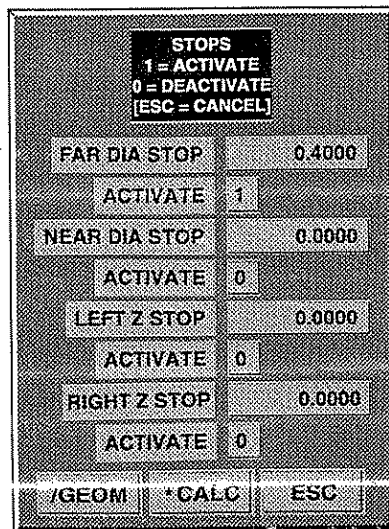 STOPS
1 = ACTIVATE
0 = DEACTIVATE
[ESC = CANCEL]
FAR DIA STOP 0.4000
ACTIVATE 1
NEAR DIA STOP 0.0000
ACTIVATE 0
LEFT Z STOP 0.0000
ACTIVATE 0
RIGHT Z STOP 0.0000
ACTIVATE 0
/GEOM * CALC ESC